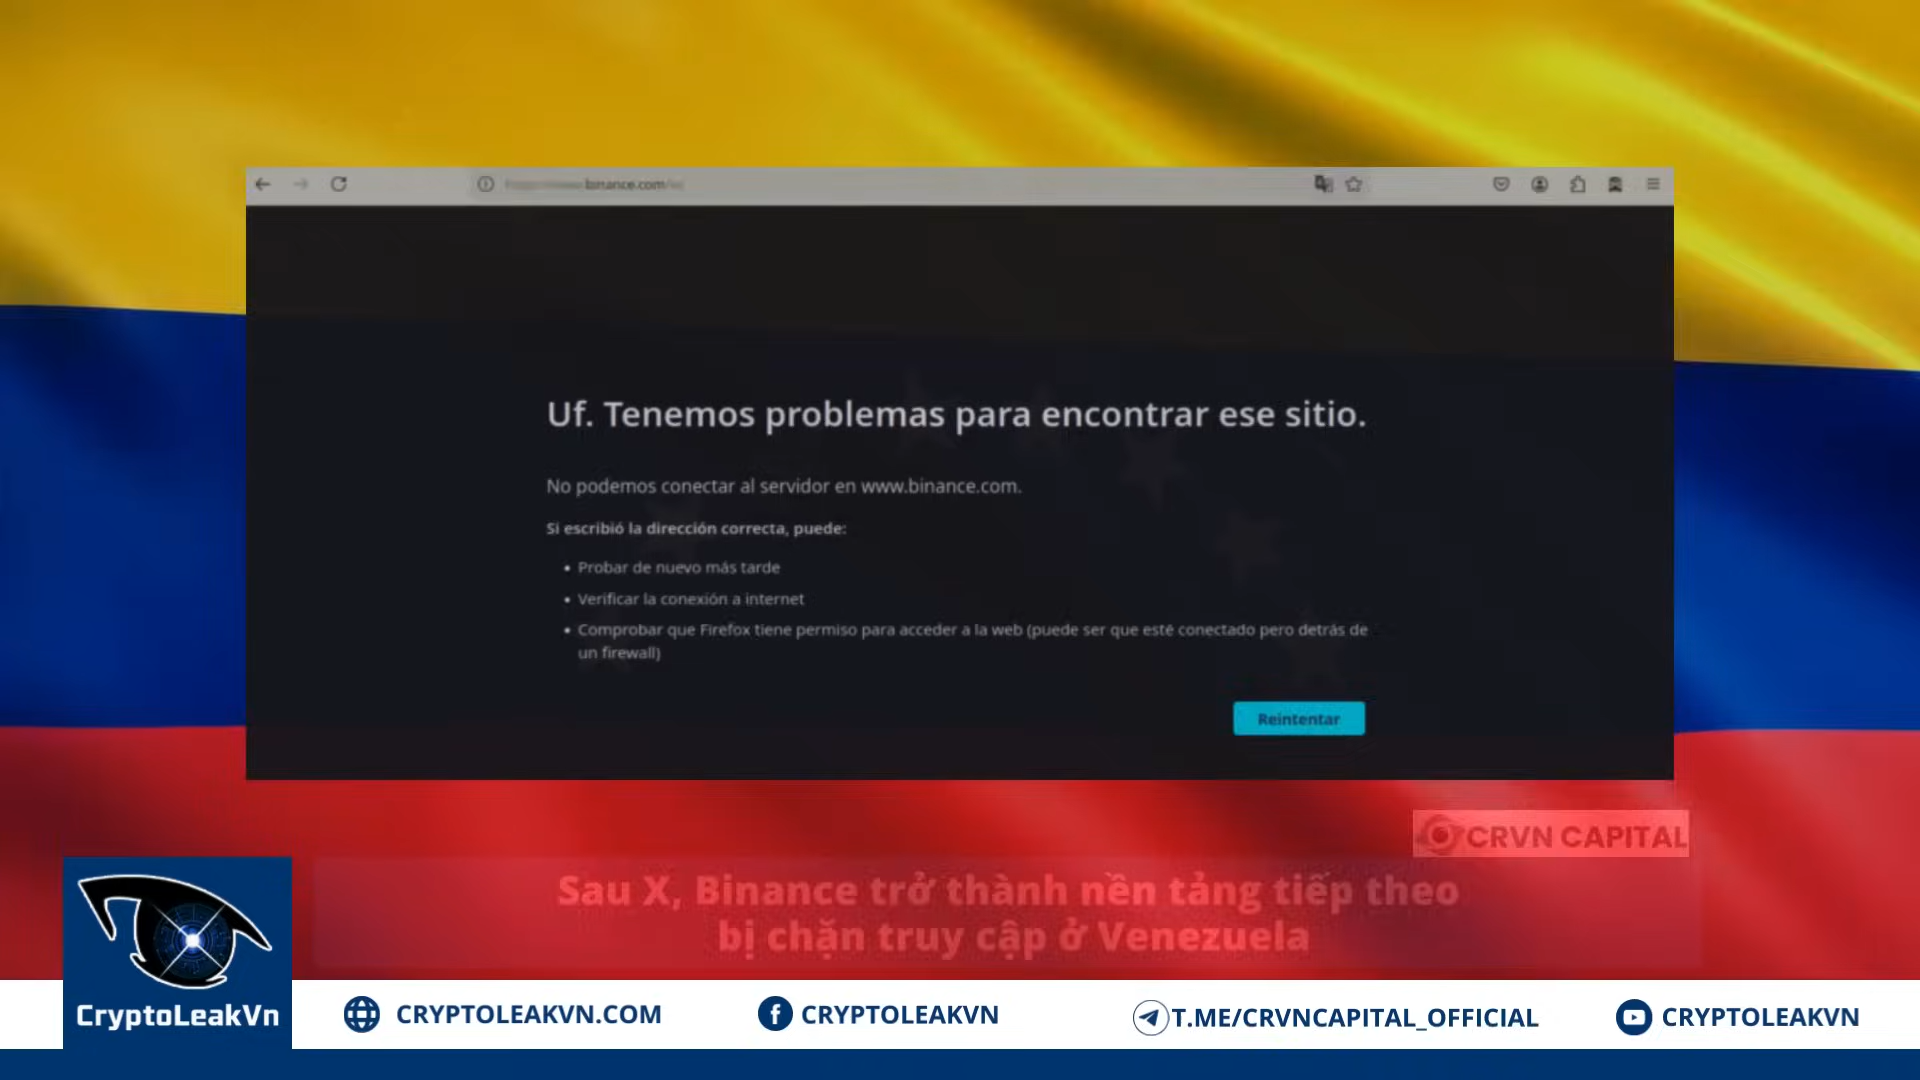 binance.com
Uf. Tenemos problemas para encontrar ese sitio.
No podemos conectar al servidor en www.binance.com.
Si escribió la dirección correcta, puede:
• Probar de nuevo más tarde
• Verificar la conexión a internet
• Comprobar que Firefox tiene permiso para acceder a la web (puede ser que esté conectado pero detrás de
un firewall)
Reintentar
CRVN CAPITAL
Sau X, Binance trở thành nền tảng tiếp theo
bị chặn truy cập ở Venezuela
CryptoLeakVn
CRYPTOLEAKVN.COM
CRYPTOLEAKVN
T.ME/CRVNCAPITAL_OFFICIAL
CRYPTOLEAKVN